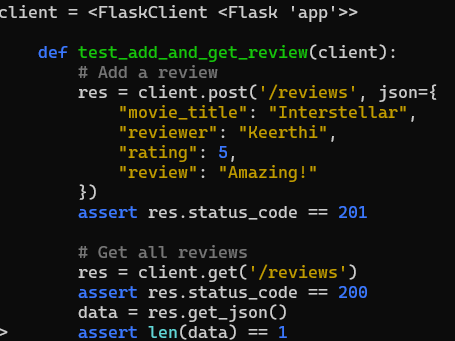 client = <FlaskClient <Flask 'app'>>

    def test_add_and_get_review(client):
        # Add a review
        res = client.post('/reviews', json={
            "movie_title": "Interstellar",
            "reviewer": "Keerthi",
            "rating": 5,
            "review": "Amazing!"
        })
        assert res.status_code == 201

        # Get all reviews
        res = client.get('/reviews')
        assert res.status_code == 200
        data = res.get_json()
>       assert len(data) == 1